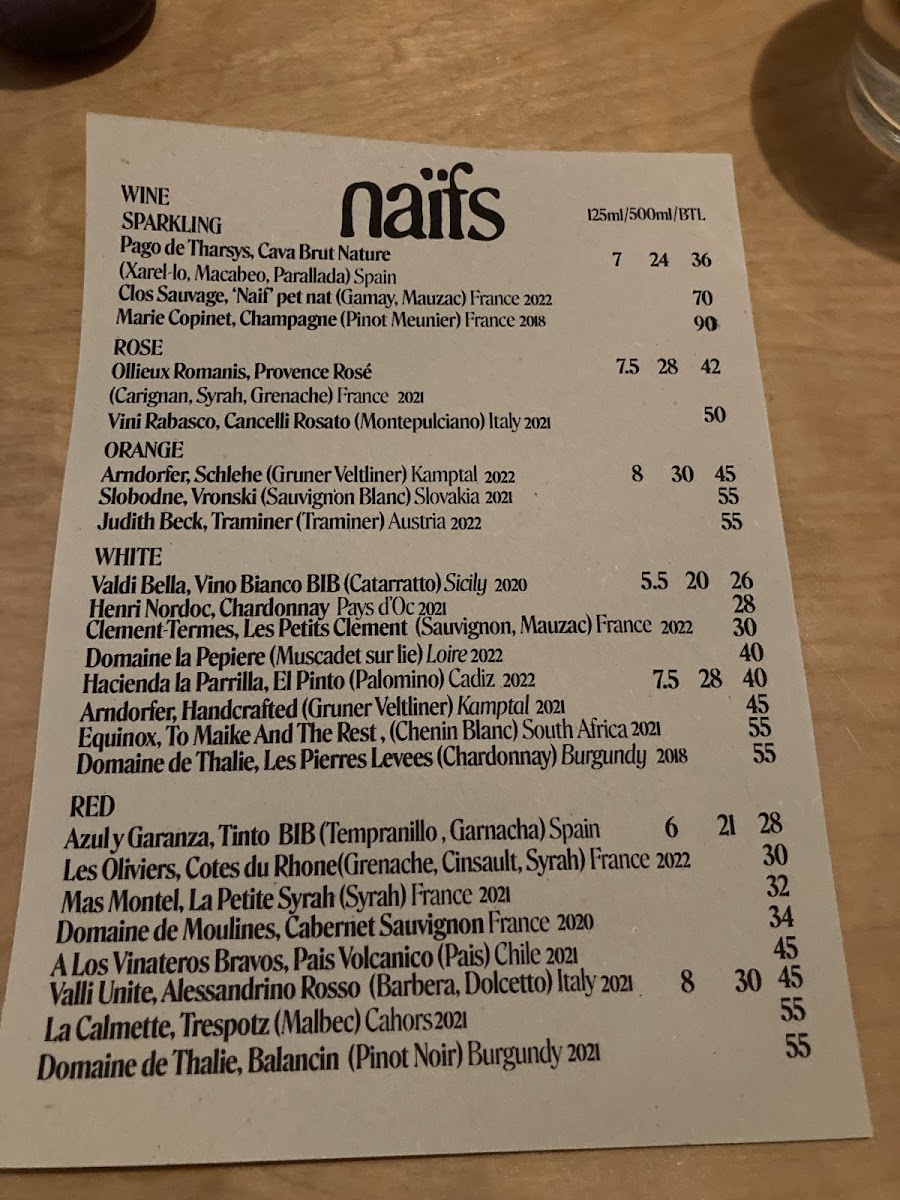 naïfs
WINE
125ml/500ml/BTL
SPARKLING
Pago de Tharsys, Cava Brut Nature 7 24 36
(Xarel-lo, Macabeo, Parallada) Spain
Clos Sauvage, 'Naif' pet nat (Gamay, Mauzac) France 2022 70
Marie Copinet, Champagne (Pinot Meunier) France 2018 90
ROSE
Ollieux Romanis, Provence Rosé 7.5 28 42
(Carignan, Syrah, Grenache) France 2021
Vini Rabasco, Cancelli Rosato (Montepulciano) Italy 2021 50
ORANGE
Arndorfer, Schlehe (Gruner Veltliner) Kamptal 2022 8 30 45
Slobodne, Vronski (Sauvignon Blanc) Slovakia 2021 55
Judith Beck, Traminer (Traminer) Austria 2022 55
WHITE
Valdi Bella, Vino Bianco BIB (Catarratto) Sicily 2020 5.5 20 26
Henri Nordoc, Chardonnay Pays d'Oc 2021 28
Clement-Termes, Les Petits Clement (Sauvignon, Mauzac) France 2022 30
Domaine la Pepiere (Muscadet sur lie) Loire 2022 40
Hacienda la Parrilla, El Pinto (Palomino) Cadiz 2022 7.5 28 40
Arndorfer, Handcrafted (Gruner Veltliner) Kamptal 2021 45
Equinox, To Maike And The Rest , (Chenin Blanc) South Africa 2021 55
Domaine de Thalie, Les Pierres Levees (Chardonnay) Burgundy 2018 55
RED
Azul y Garanza, Tinto BIB (Tempranillo , Garnacha) Spain 6 21 28
Les Oliviers, Cotes du Rhone(Grenache, Cinsault, Syrah) France 2022 30
Mas Montel, La Petite Syrah (Syrah) France 2021 32
Domaine de Moulines, Cabernet Sauvignon France 2020 34
A Los Vinateros Bravos, Pais Volcanico (Pais) Chile 2021 45
Valli Unite, Alessandrino Rosso (Barbera, Dolcetto) Italy 2021 8 30 45
La Calmette, Trespotz (Malbec) Cahors 2021 55
Domaine de Thalie, Balancin (Pinot Noir) Burgundy 2021 55